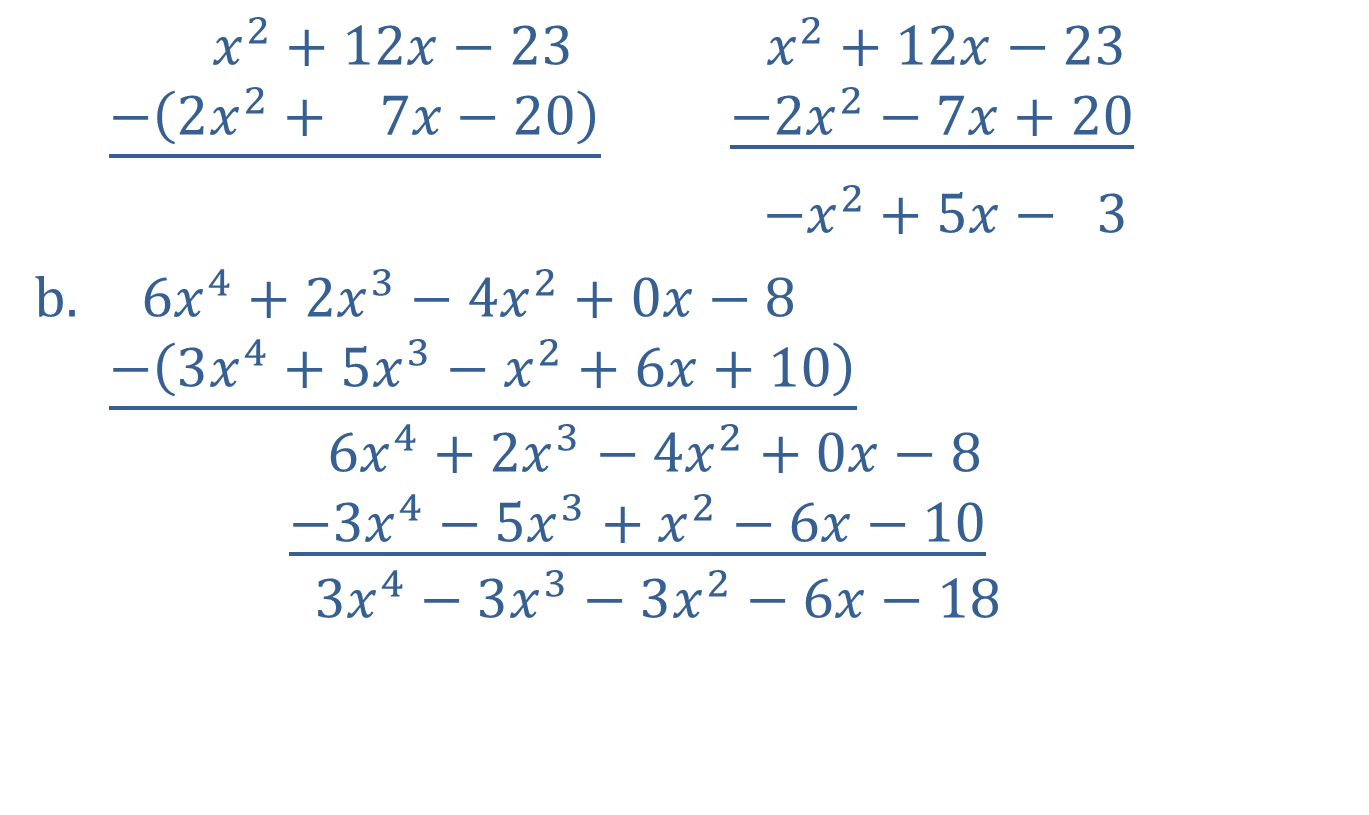 x² + 12x − 23
−(2x² + 7x − 20)
x² + 12x − 23
−2x² − 7x + 20
−x² + 5x − 3
b. 6x⁴ + 2x³ − 4x² + 0x − 8
−(3x⁴ + 5x³ − x² + 6x + 10)
6x⁴ + 2x³ − 4x² + 0x − 8
−3x⁴ − 5x³ + x² − 6x − 10
3x⁴ − 3x³ − 3x² − 6x − 18